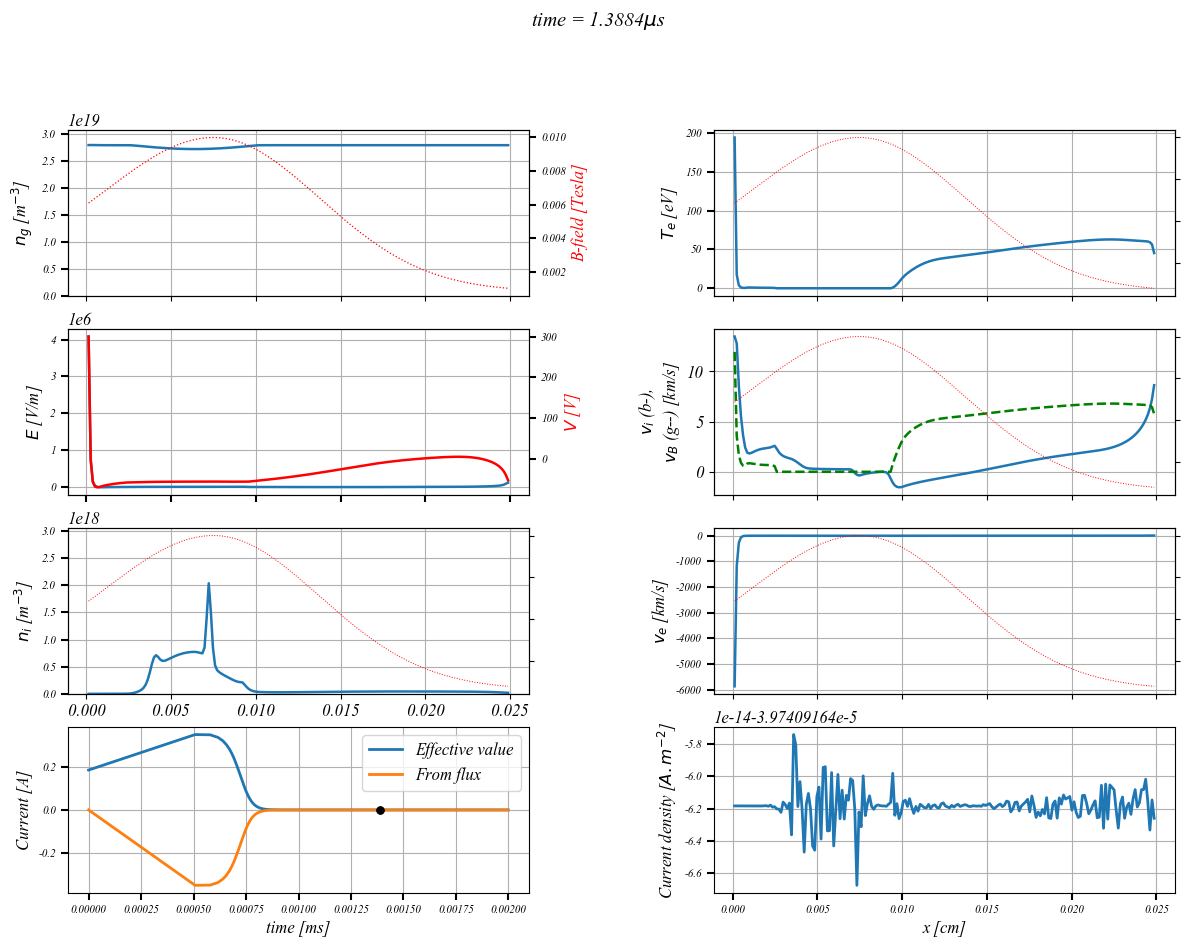 time = 1.3884μs
1e19
3.0
2.5
2.0
1.5
1.0
0.5
0.0
n_g [m^{-3}]
0.010
0.008
0.006
0.004
0.002
B-field [Tesla]
200
150
100
50
0
T_e [eV]
1e6
4
3
2
1
0
E [V/m]
300
200
100
0
V [V]
10
5
0
v_i (b-),
v_B (g--) [km/s]
1e18
3.0
2.5
2.0
1.5
1.0
0.5
0.0
n_i [m^{-3}]
0.000 0.005 0.010 0.015 0.020 0.025
0
-1000
-2000
-3000
-4000
-5000
-6000
v_e [km/s]
0.2
0.0
-0.2
Current [A]
Effective value
From flux
0.00000 0.00025 0.00050 0.00075 0.00100 0.00125 0.00150 0.00175 0.00200
time [ms]
1e-14-3.97409164e-5
-5.8
-6.0
-6.2
-6.4
-6.6
Current density [A.m^{-2}]
0.000 0.005 0.010 0.015 0.020 0.025
x [cm]